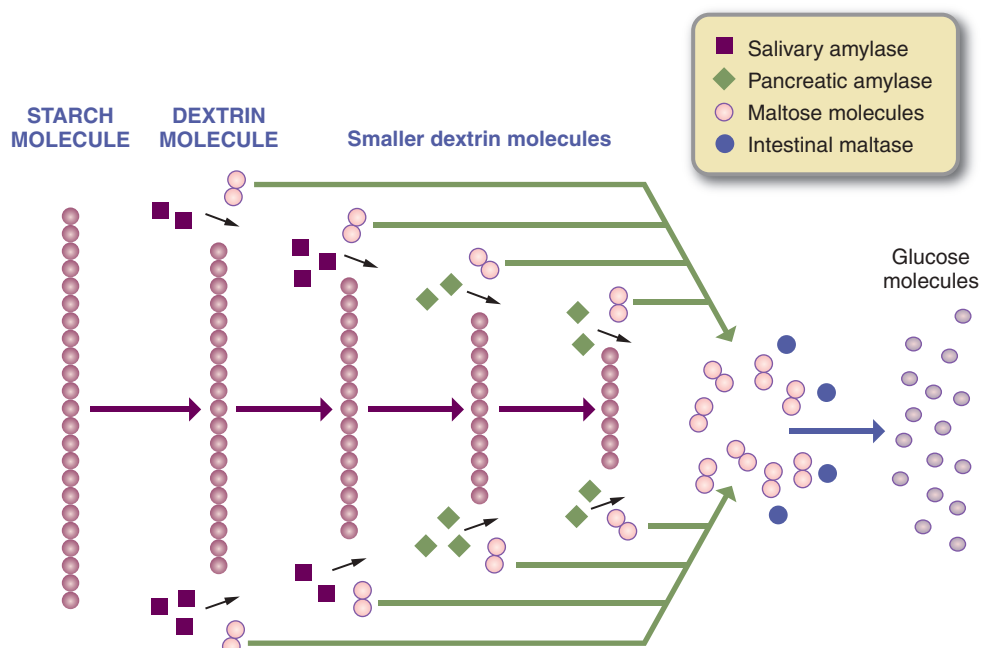 Salivary amylase
Pancreatic amylase
Maltose molecules
Intestinal maltase
STARCH
MOLECULE
DEXTRIN
MOLECULE
Smaller dextrin molecules
Glucose
molecules